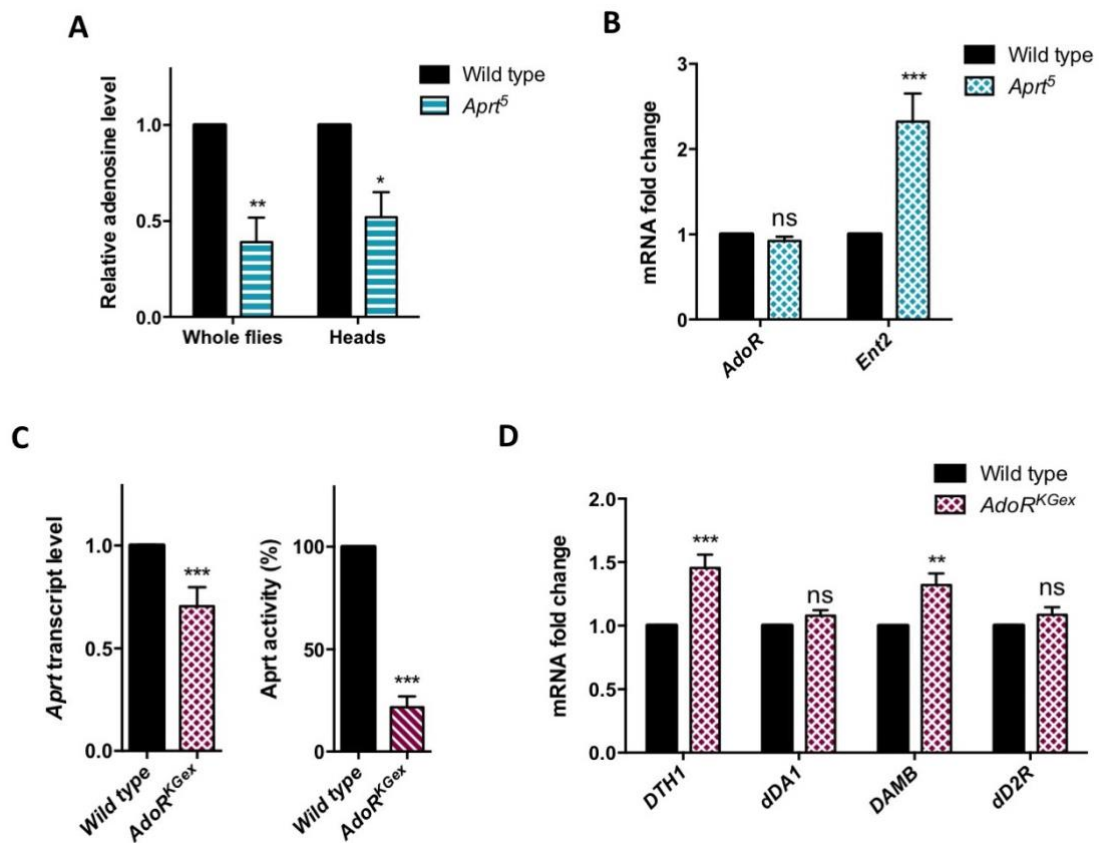 A
Wild type
Aprt⁵
Relative adenosine level
1.0
0.5
0.0
**
*
Whole flies
Heads
B
Wild type
Aprt⁵
mRNA fold change
3
2
1
0
ns
***
AdoR
Ent2
C
Aprt transcript level
1.0
0.5
0.0
***
Wild type
AdoRᴷᴳᵉˣ
Aprt activity (%)
100
50
0
***
Wild type
AdoRᴷᴳᵉˣ
D
Wild type
AdoRᴷᴳᵉˣ
mRNA fold change
2.0
1.5
1.0
0.5
0.0
***
ns
**
ns
DTH1
dDA1
DAMB
dD2R